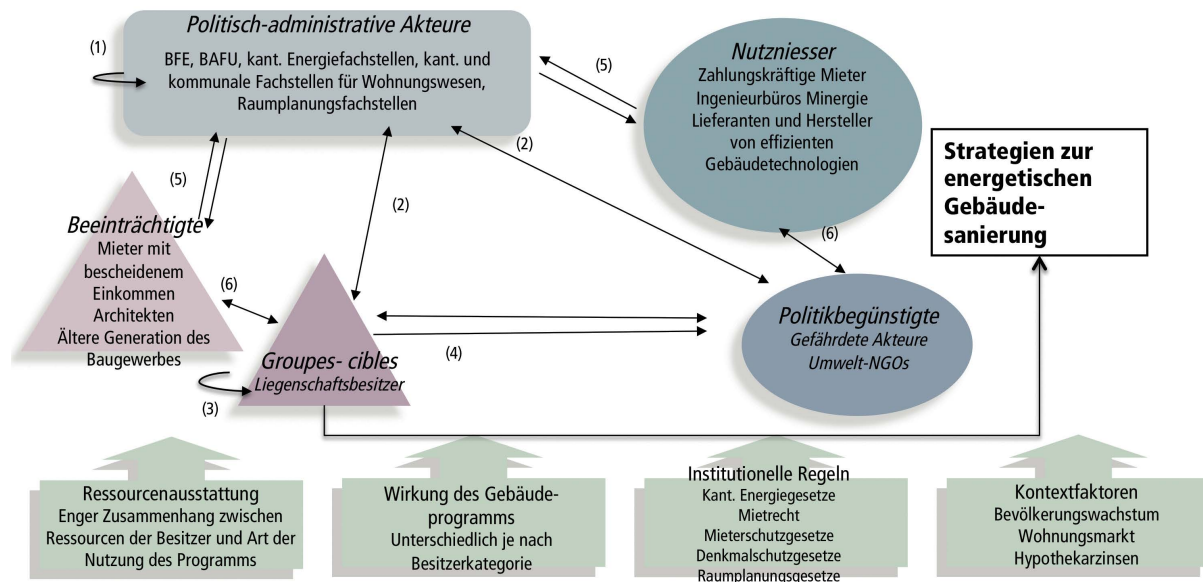 Politisch-administrative Akteure
BFE, BAFU, kant. Energiefachstellen, kant. und
kommunale Fachstellen für Wohnungswesen,
Raumplanungsfachstellen
(1)
(5)
Nutzniesser
Zahlungskräftige Mieter
Ingenieurbüros Minergie
Lieferanten und Hersteller
von effizienten
Gebäudetechnologien
(2)
Strategien zur
energetischen
Gebäude-
sanierung
(5)
(2)
(6)
Beeinträchtigte
Mieter mit
bescheidenem
Einkommen
Architekten
Ältere Generation des
Baugewerbes
(6)
Groupes- cibles
Liegenschaftsbesitzer
(3)
(4)
Politikbegünstigte
Gefährdete Akteure
Umwelt-NGOs
Ressourcenausstattung
Enger Zusammenhang zwischen
Ressourcen der Besitzer und Art der
Nutzung des Programms
Wirkung des Gebäude-
programms
Unterschiedlich je nach
Besitzerkategorie
Institutionelle Regeln
Kant. Energiegesetze
Mietrecht
Mieterschutzgesetze
Denkmalschutzgesetze
Raumplanungsgesetze
Kontextfaktoren
Bevölkerungswachstum
Wohnungsmarkt
Hypothekarzinsen